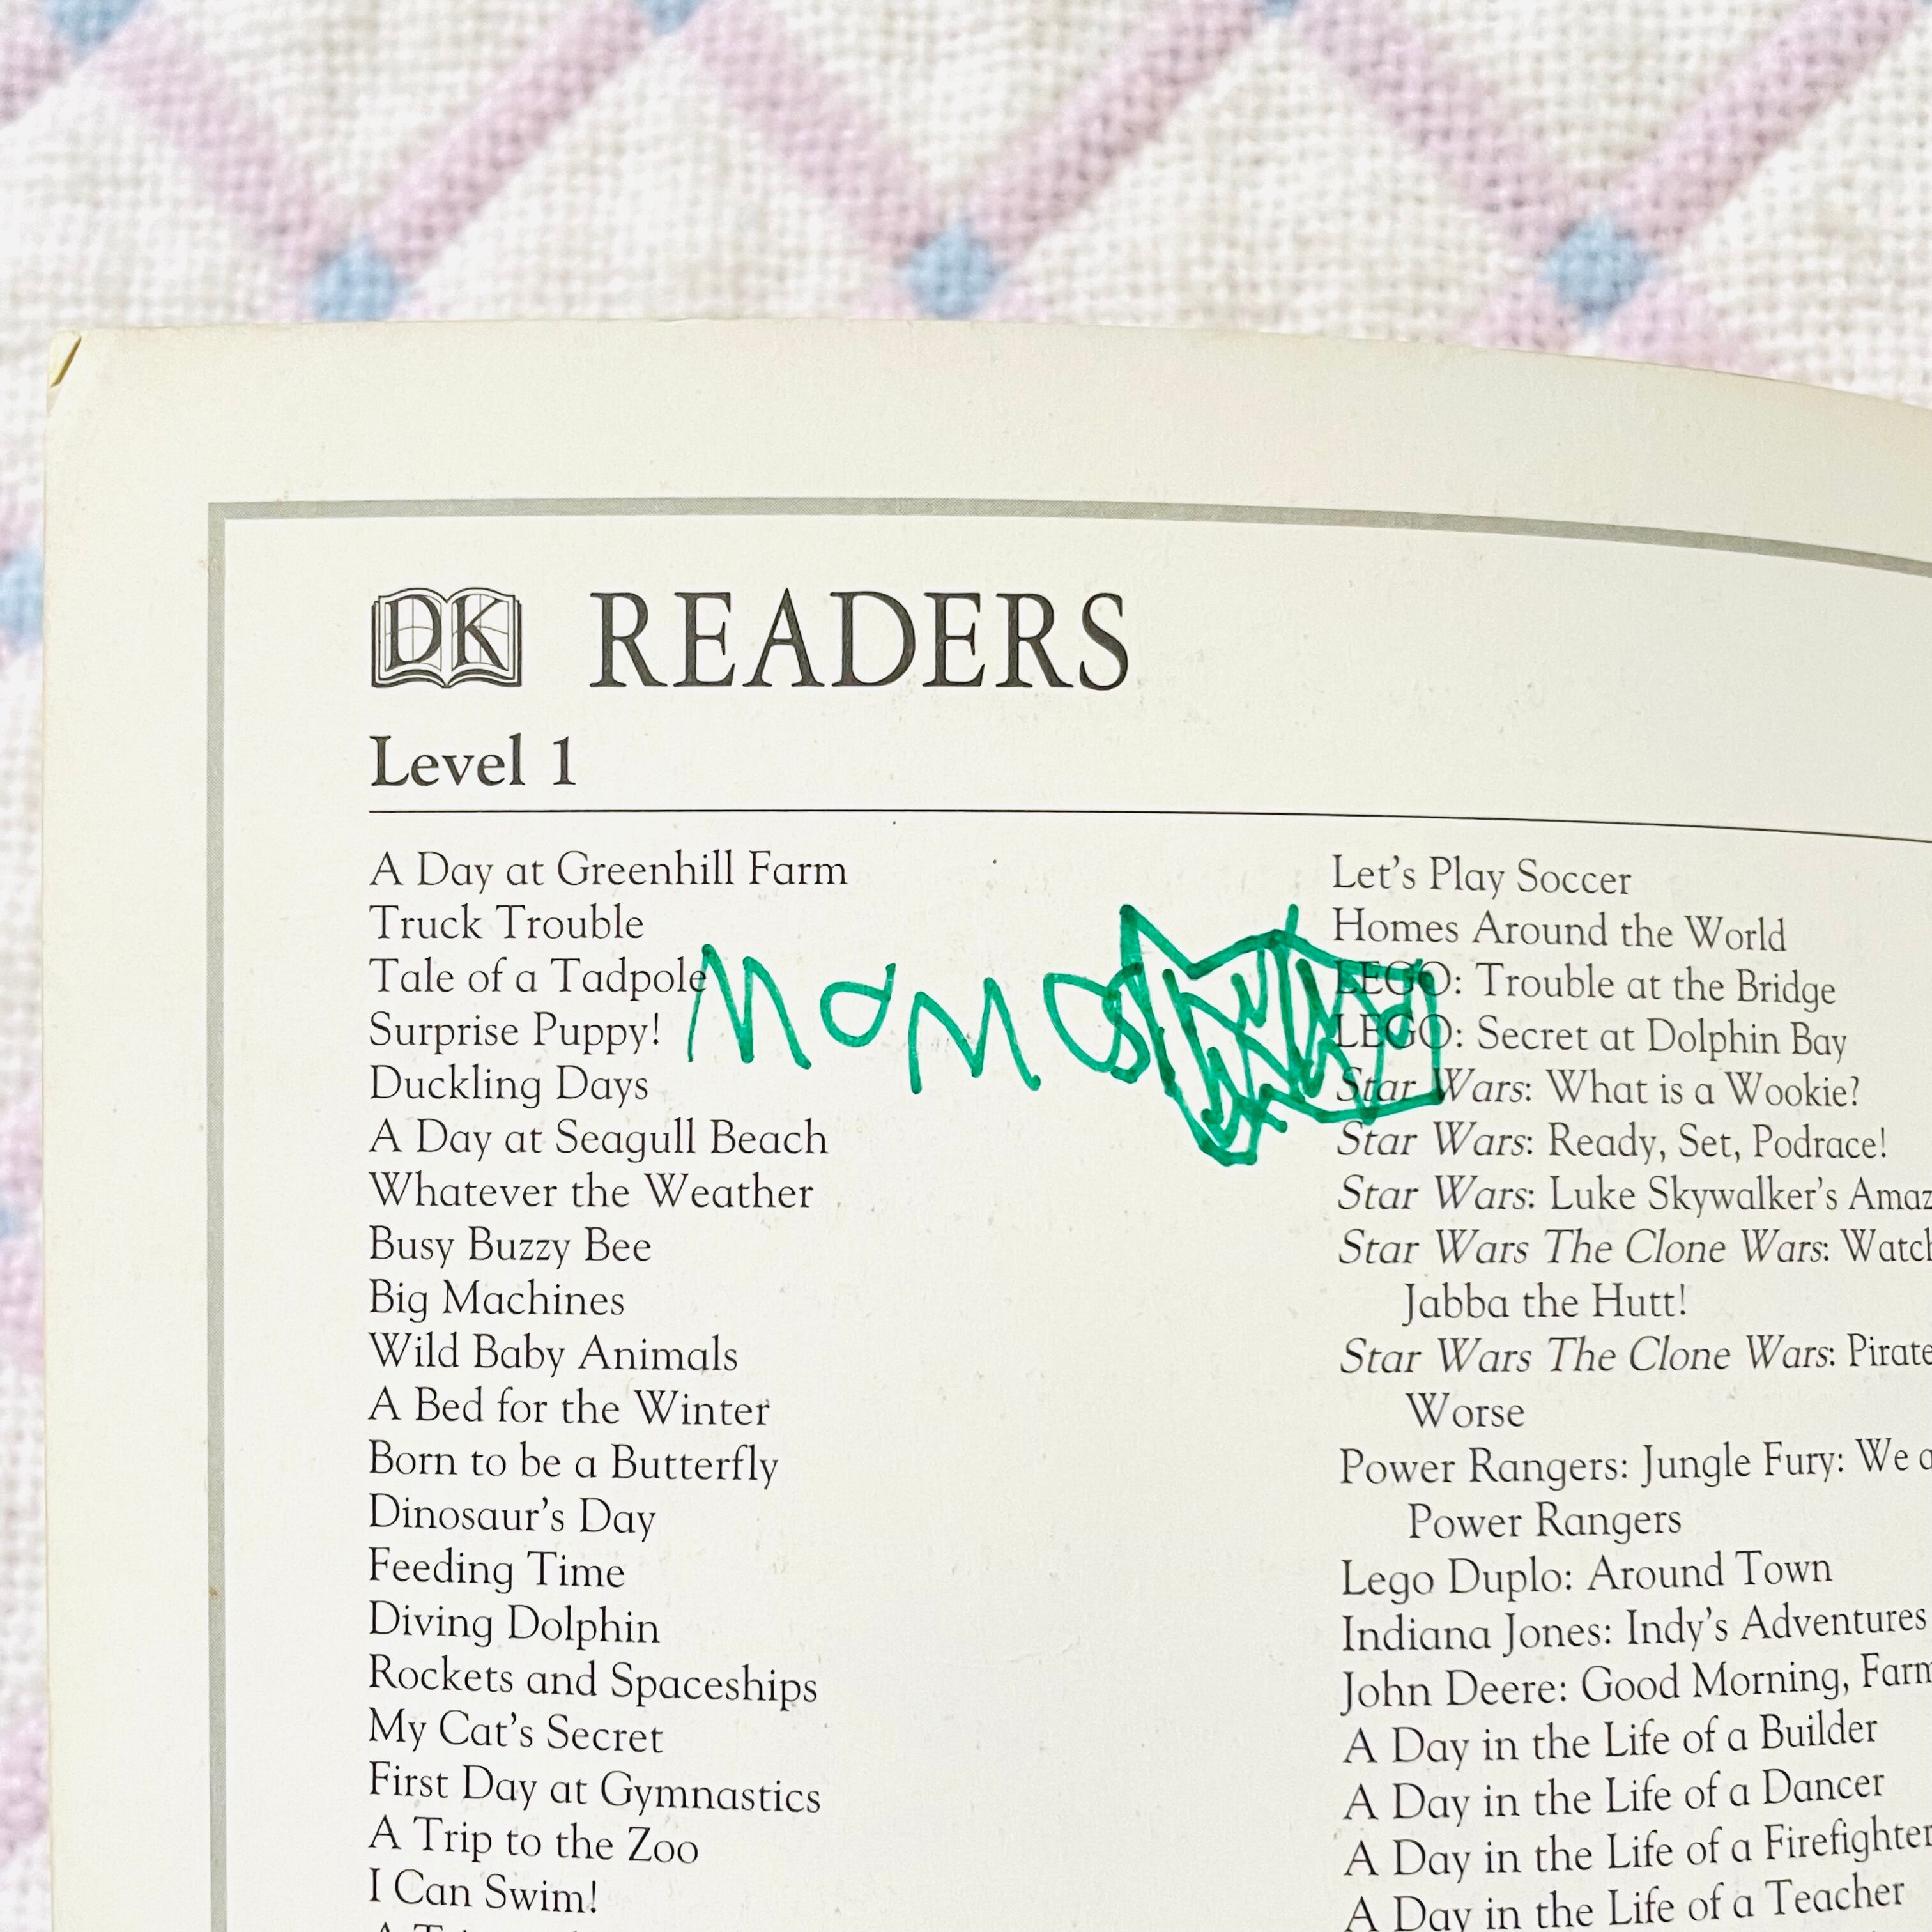 DK READERS
Level 1
A Day at Greenhill Farm
Truck Trouble
Tale of a Tadpole
Surprise Puppy!
Duckling Days
A Day at Seagull Beach
Whatever the Weather
Busy Buzzy Bee
Big Machines
Wild Baby Animals
A Bed for the Winter
Born to be a Butterfly
Dinosaur's Day
Feeding Time
Diving Dolphin
Rockets and Spaceships
My Cat's Secret
First Day at Gymnastics
A Trip to the Zoo
I Can Swim!
Momo
Let's Play Soccer
Homes Around the World
LEGO: Trouble at the Bridge
LEGO: Secret at Dolphin Bay
Star Wars: What is a Wookie?
Star Wars: Ready, Set, Podrace!
Star Wars: Luke Skywalker's
Star Wars The Clone Wars:
Jabba the Hutt!
Star Wars The Clone Wars:
Worse
Power Rangers: Jungle Fury: We
Power Rangers
Lego Duplo: Around Town
Indiana Jones: Indy's Adventures
John Deere: Good Morning,
A Day in the Life of a Builder
A Day in the Life of a Dancer
A Day in the Life of a Firefighter
A Day in the Life of a Teacher